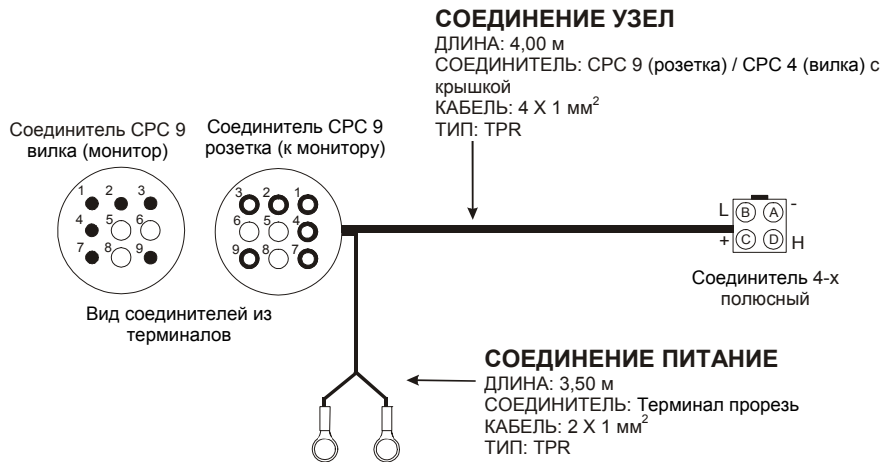 СОЕДИНЕНИЕ УЗЕЛ
ДЛИНА: 4,00 м
СОЕДИНИТЕЛЬ: CPC 9 (розетка) / CPC 4 (вилка) с
крышкой
КАБЕЛЬ: 4 X 1 мм²
ТИП: TPR
Соединитель CPC 9
вилка (монитор)
Соединитель CPC 9
розетка (к монитору)
1 2 3
4 5 6
7 8 9
3 2 1
6 5 4
9 8 7
L B A -
+ C D H
Соединитель 4-х
полюсный
Вид соединителей из
терминалов
СОЕДИНЕНИЕ ПИТАНИЕ
ДЛИНА: 3,50 м
СОЕДИНИТЕЛЬ: Терминал прорезь
КАБЕЛЬ: 2 X 1 мм²
ТИП: TPR